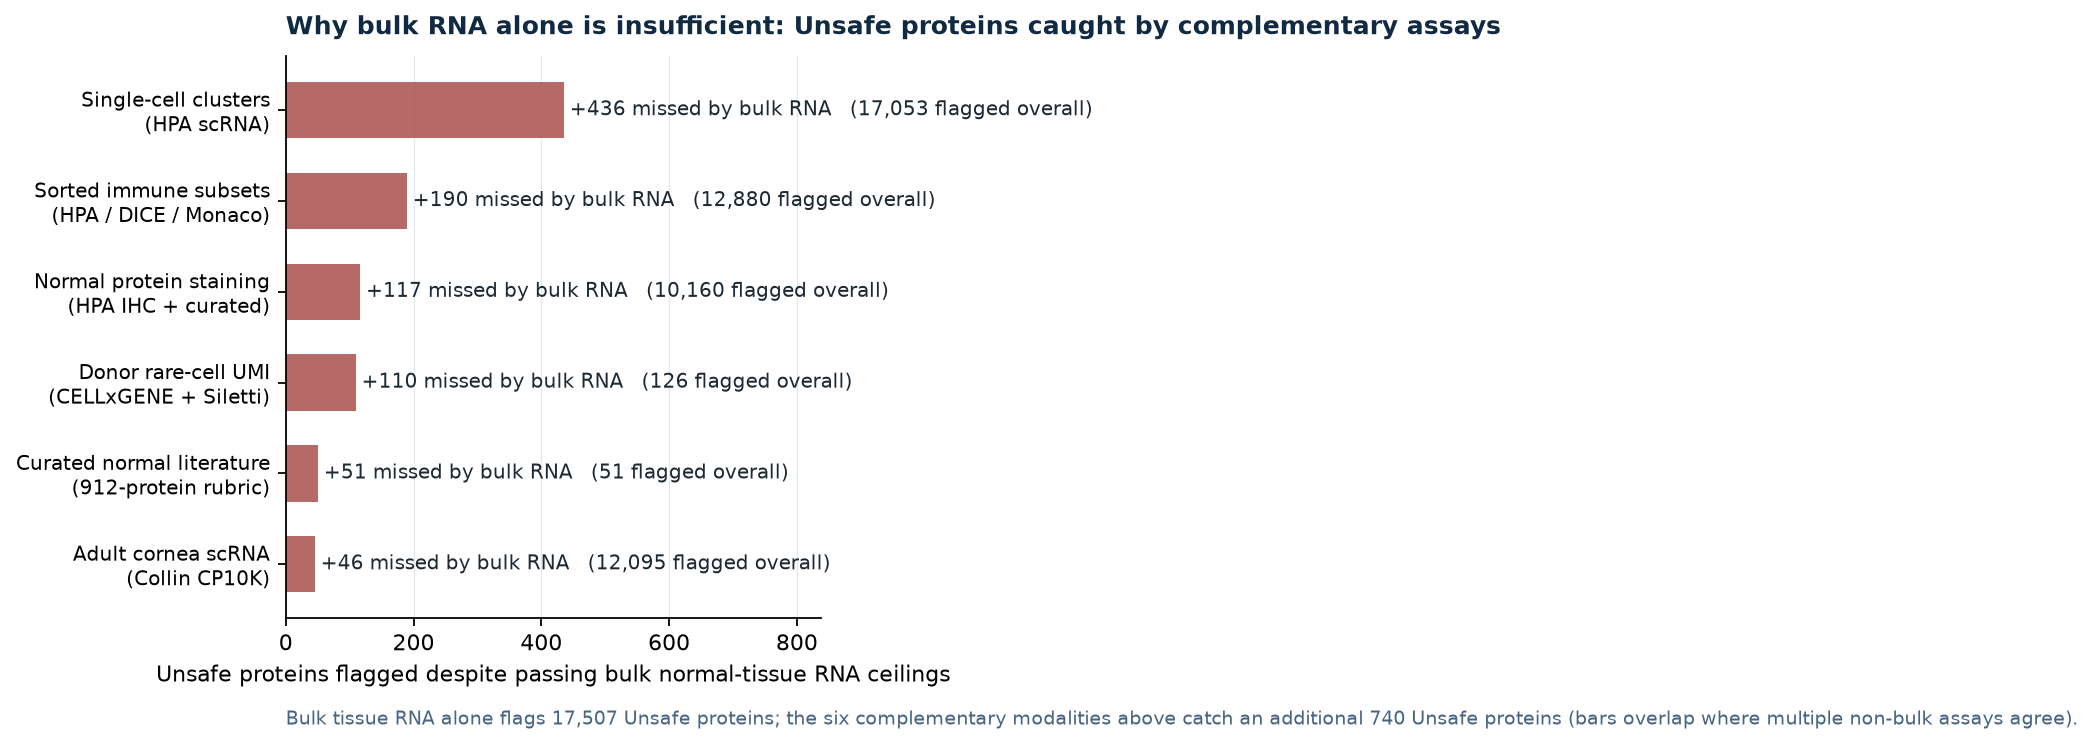 Why bulk RNA alone is insufficient: Unsafe proteins caught by complementary assays
Single-cell clusters
(HPA scRNA)
+436 missed by bulk RNA (17,053 flagged overall)
Sorted immune subsets
(HPA / DICE / Monaco)
+190 missed by bulk RNA (12,880 flagged overall)
Normal protein staining
(HPA IHC + curated)
+117 missed by bulk RNA (10,160 flagged overall)
Donor rare-cell UMI
(CELLxGENE + Siletti)
+110 missed by bulk RNA (126 flagged overall)
Curated normal literature
(912-protein rubric)
+51 missed by bulk RNA (51 flagged overall)
Adult cornea scRNA
(Collin CP10K)
+46 missed by bulk RNA (12,095 flagged overall)
0 200 400 600 800
Unsafe proteins flagged despite passing bulk normal-tissue RNA ceilings
Bulk tissue RNA alone flags 17,507 Unsafe proteins; the six complementary modalities above catch an additional 740 Unsafe proteins (bars overlap where multiple non-bulk assays agree).